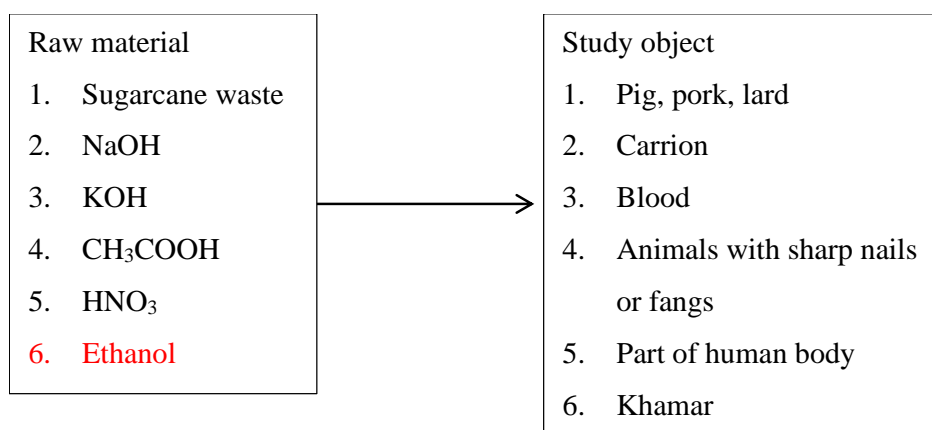 Raw material
1. Sugarcane waste
2. NaOH
3. KOH
4. CH₃COOH
5. HNO₃
6. Ethanol
Study object
1. Pig, pork, lard
2. Carrion
3. Blood
4. Animals with sharp nails
or fangs
5. Part of human body
6. Khamar